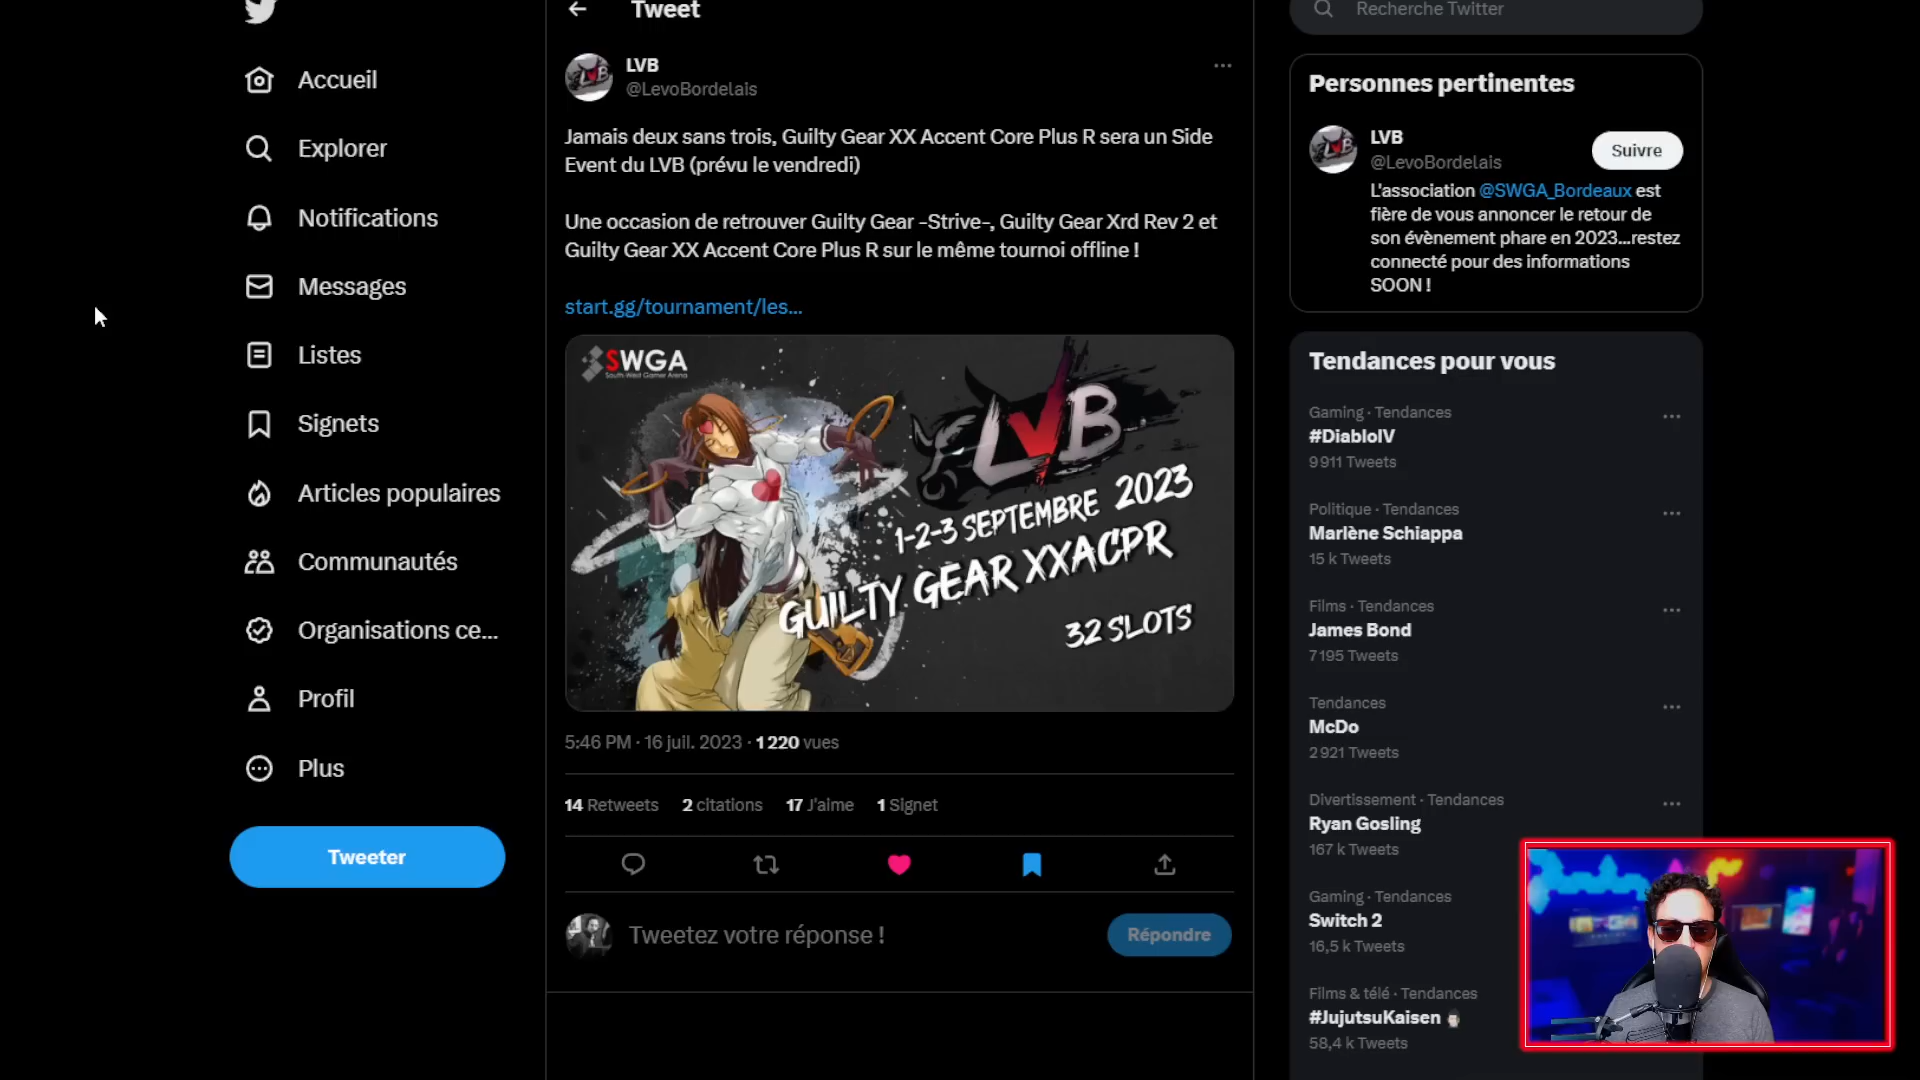 Accueil
Explorer
Notifications
Messages
Listes
Signets
Articles populaires
Communautés
Organisations ce...
Profil
Plus
Tweeter
Tweet
LVB
@LevoBordelais
Jamais deux sans trois, Guilty Gear XX Accent Core Plus R sera un Side
Event du LVB (prévu le vendredi)
Une occasion de retrouver Guilty Gear -Strive-, Guilty Gear Xrd Rev 2 et
Guilty Gear XX Accent Core Plus R sur le même tournoi offline !
start.gg/tournament/les...
SWGA
South West Gamer Arena
LVB
1-2-3 SEPTEMBRE 2023
GUILTY GEAR XXACPR
32 SLOTS
5:46 PM · 16 juil. 2023 · 1 220 vues
14 Retweets 2 citations 17 J'aime 1 Signet
Tweetez votre réponse !
Répondre
Recherche Twitter
Personnes pertinentes
LVB
@LevoBordelais
Suivre
L'association @SWGA_Bordeaux est
fière de vous annoncer le retour de
son évènement phare en 2023...restez
connecté pour des informations
SOON !
Tendances pour vous
Gaming · Tendances
#DiabloIV
9 911 Tweets
Politique · Tendances
Marlène Schiappa
15 k Tweets
Films · Tendances
James Bond
7 195 Tweets
Tendances
McDo
2 921 Tweets
Divertissement · Tendances
Ryan Gosling
167 k Tweets
Gaming · Tendances
Switch 2
16,5 k Tweets
Films & télé · Tendances
#JujutsuKaisen
58,4 k Tweets